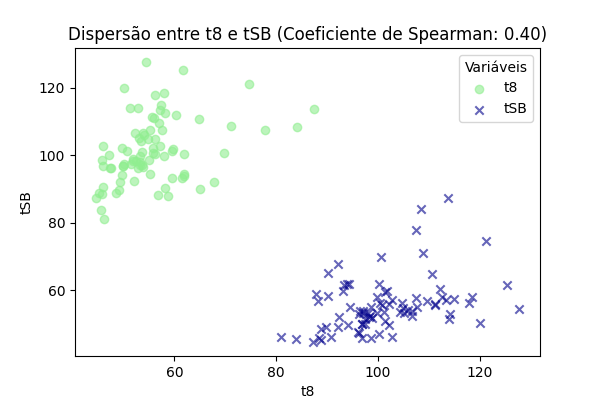 Dispersão entre t8 e tSB (Coeficiente de Spearman: 0.40)
Variáveis
t8
tSB
120
100
80
60
tSB
60
80
100
120
t8